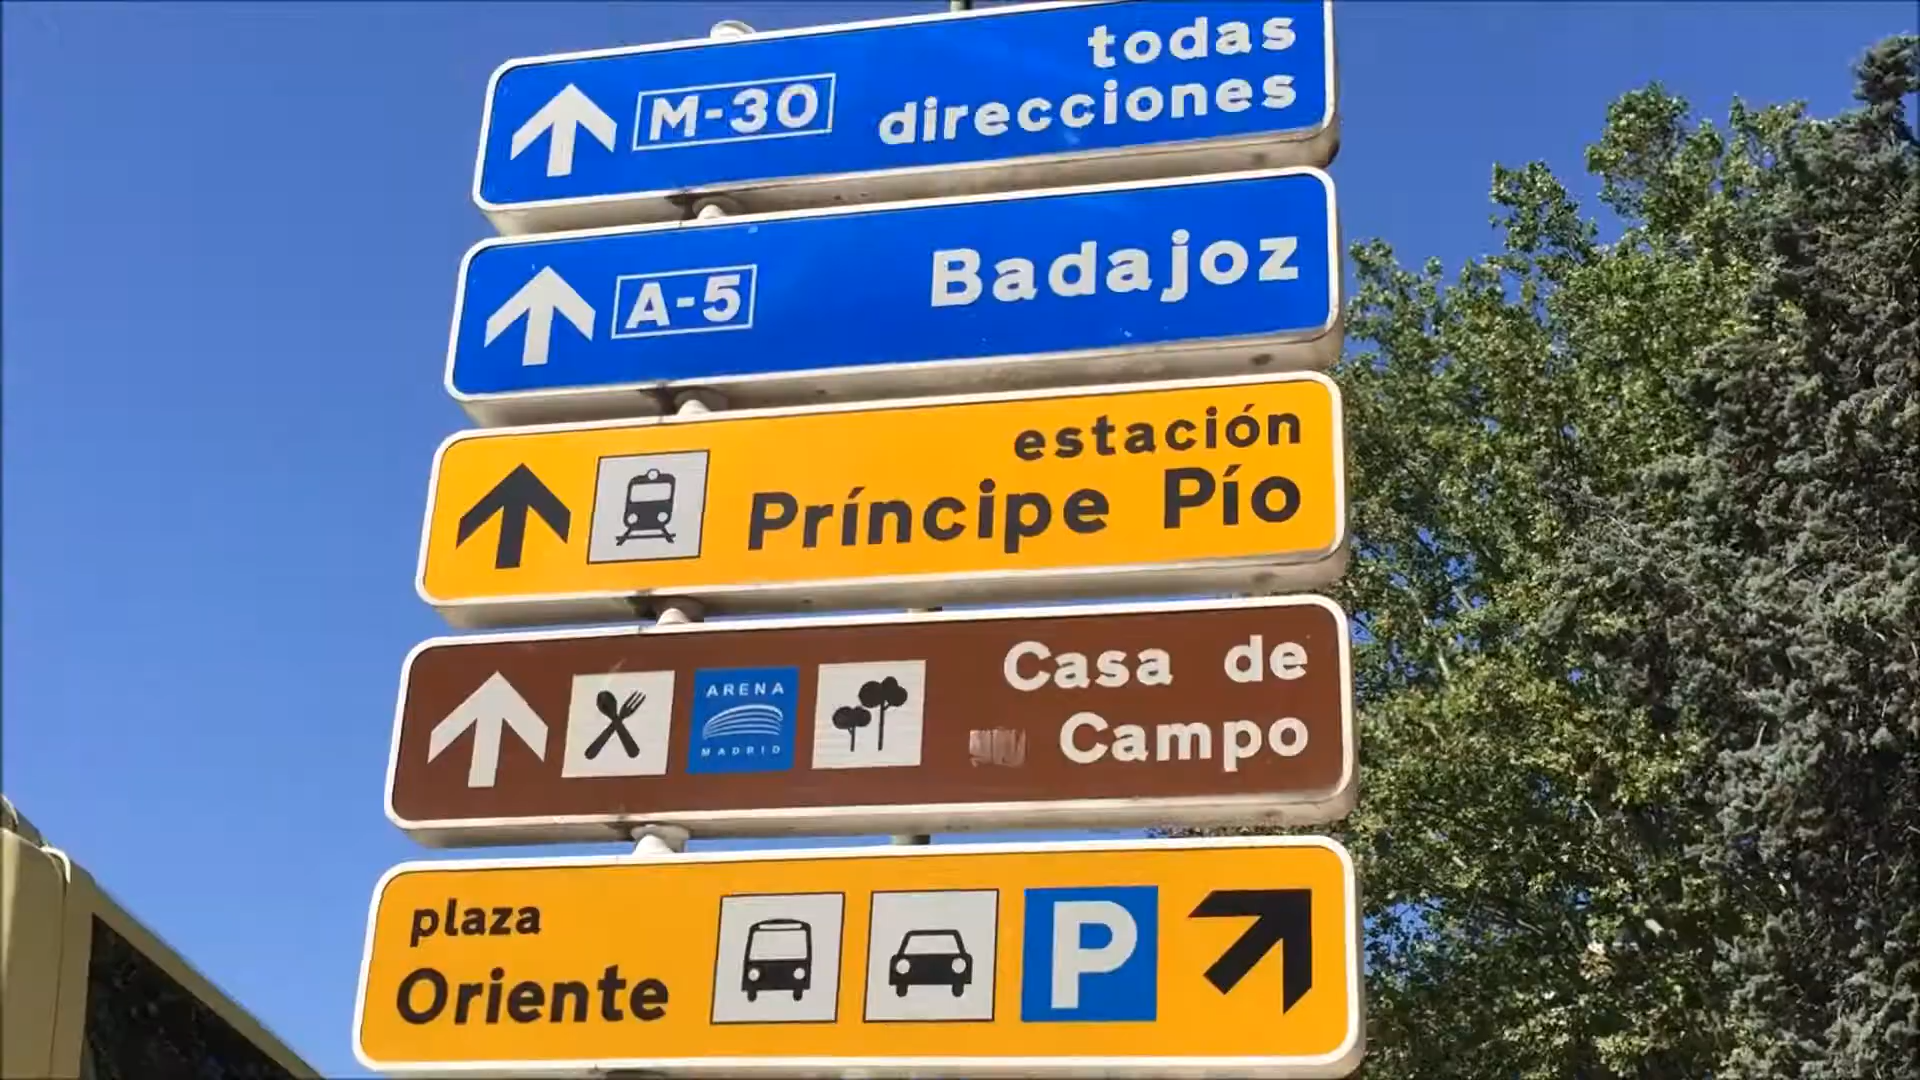 M-30
todas
direcciones
A-5
Badajoz
estación
Príncipe Pío
ARENA
MADRID
Casa de
Campo
plaza
Oriente
P